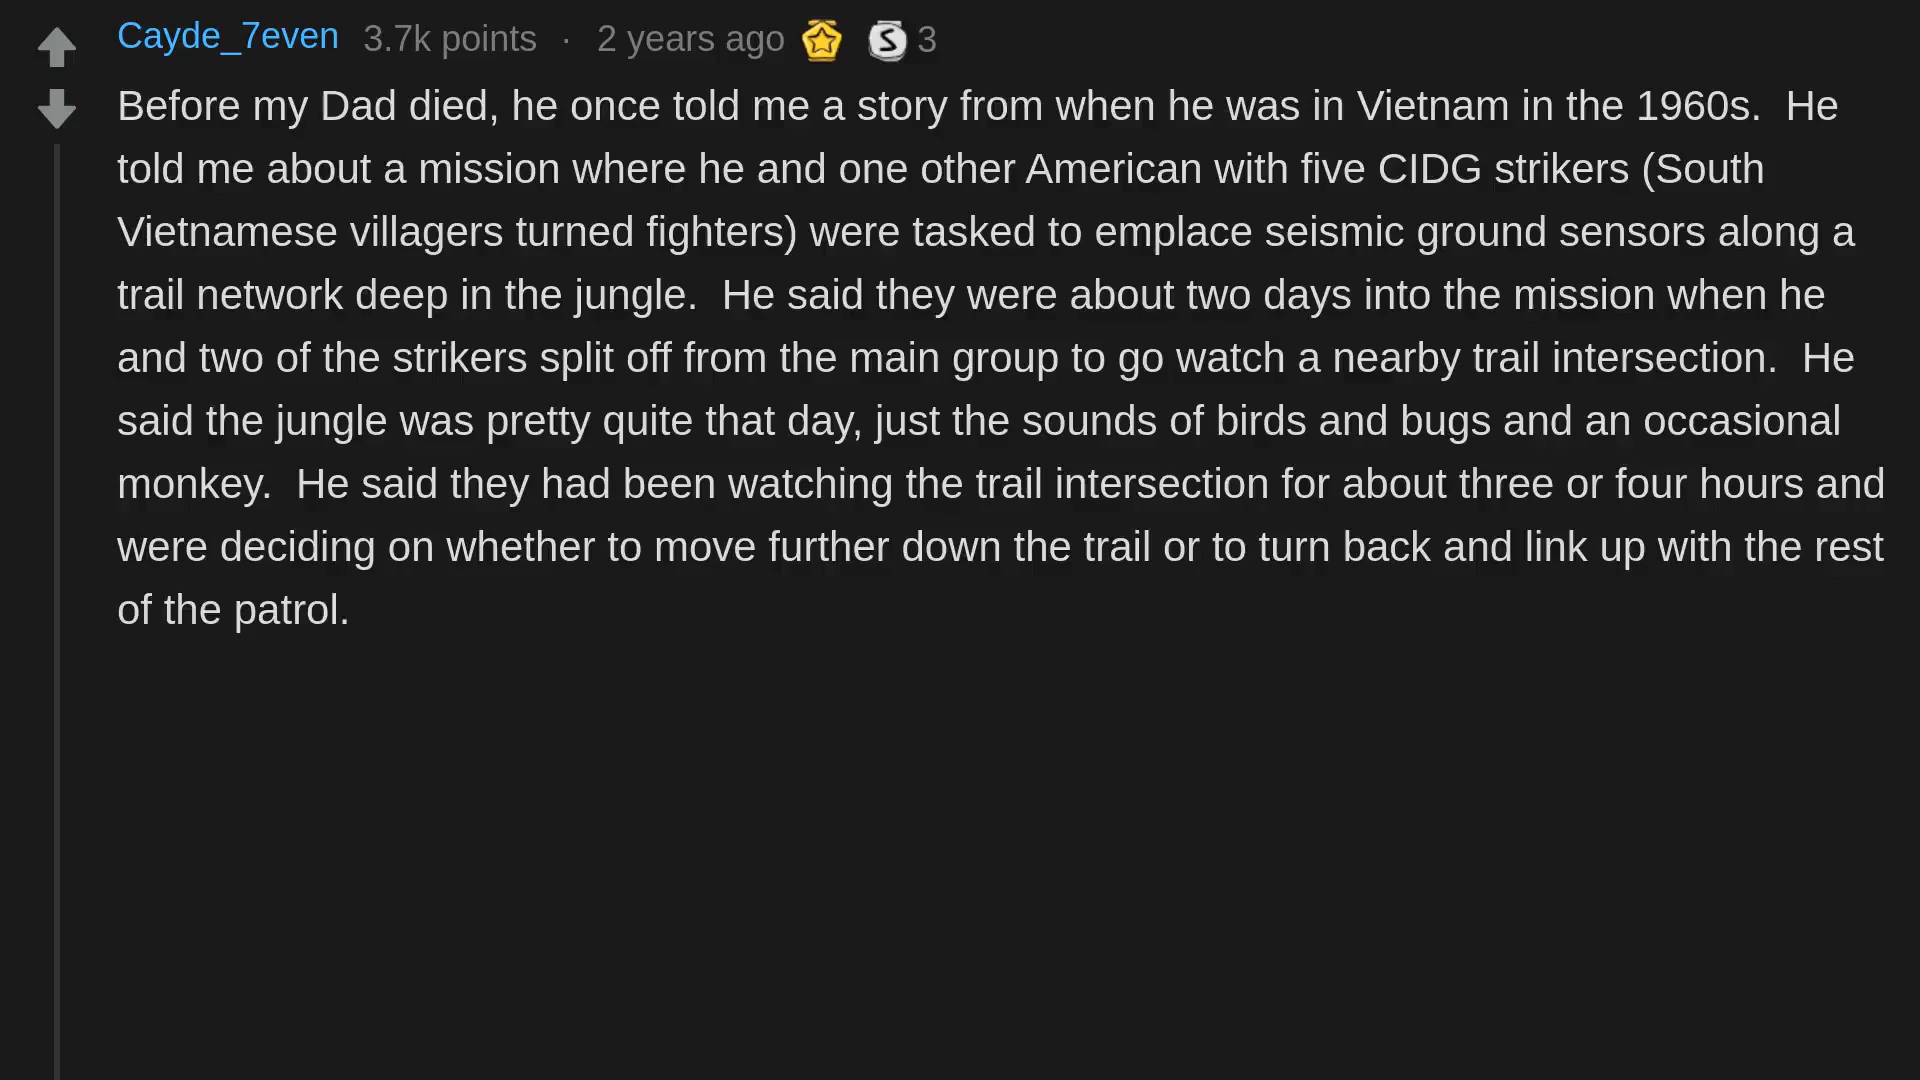 Cayde_7even 3.7k points · 2 years ago S 3
Before my Dad died, he once told me a story from when he was in Vietnam in the 1960s.  He
told me about a mission where he and one other American with five CIDG strikers (South
Vietnamese villagers turned fighters) were tasked to emplace seismic ground sensors along a
trail network deep in the jungle.  He said they were about two days into the mission when he
and two of the strikers split off from the main group to go watch a nearby trail intersection.  He
said the jungle was pretty quite that day, just the sounds of birds and bugs and an occasional
monkey.  He said they had been watching the trail intersection for about three or four hours and
were deciding on whether to move further down the trail or to turn back and link up with the rest
of the patrol.